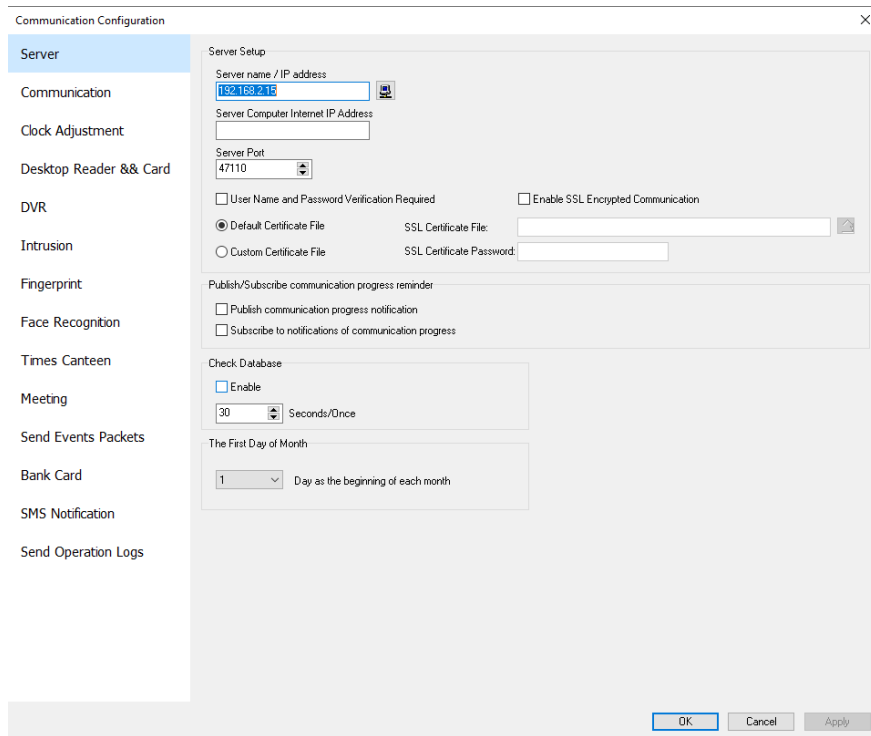 Communication Configuration
Server
Communication
Clock Adjustment
Desktop Reader && Card
DVR
Intrusion
Fingerprint
Face Recognition
Times Canteen
Meeting
Send Events Packets
Bank Card
SMS Notification
Send Operation Logs
Server Setup
Server name / IP address
192.168.2.15
Server Computer Internet IP Address
Server Port
47110
User Name and Password Verification Required
Enable SSL Encrypted Communication
Default Certificate File
SSL Certificate File:
Custom Certificate File
SSL Certificate Password:
Publish/Subscribe communication progress reminder
Publish communication progress notification
Subscribe to notifications of communication progress
Check Database
Enable
30 Seconds/Once
The First Day of Month
1 Day as the beginning of each month
OK Cancel Apply